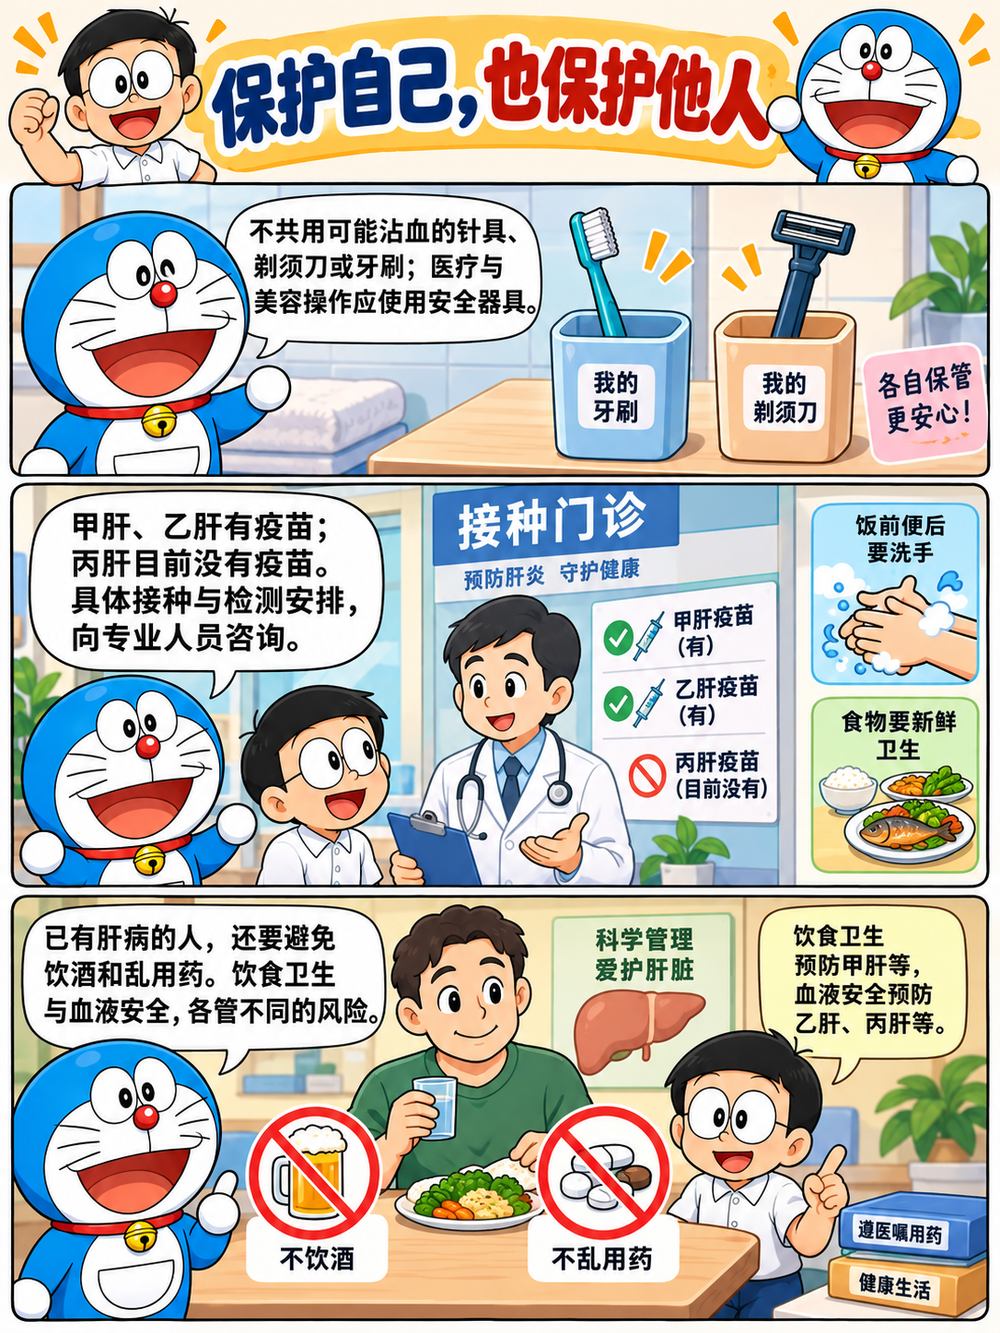 保护自己，也保护他人
不共用可能沾血的针具、
剃须刀或牙刷；医疗与
美容操作应使用安全器具。
我的
牙刷
我的
剃须刀
各自保管
更安心！
甲肝、乙肝有疫苗；
丙肝目前没有疫苗。
具体接种与检测安排，
向专业人员咨询。
接种门诊
预防肝炎 守护健康
甲肝疫苗
（有）
乙肝疫苗
（有）
丙肝疫苗
（目前没有）
饭前便后
要洗手
食物要新鲜
卫生
已有肝病的人，还要避免
饮酒和乱用药。饮食卫生
与血液安全，各管不同的风险。
科学管理
爱护肝脏
饮食卫生
预防甲肝等，
血液安全预防
乙肝、丙肝等。
不饮酒
不乱用药
遵医嘱用药
健康生活